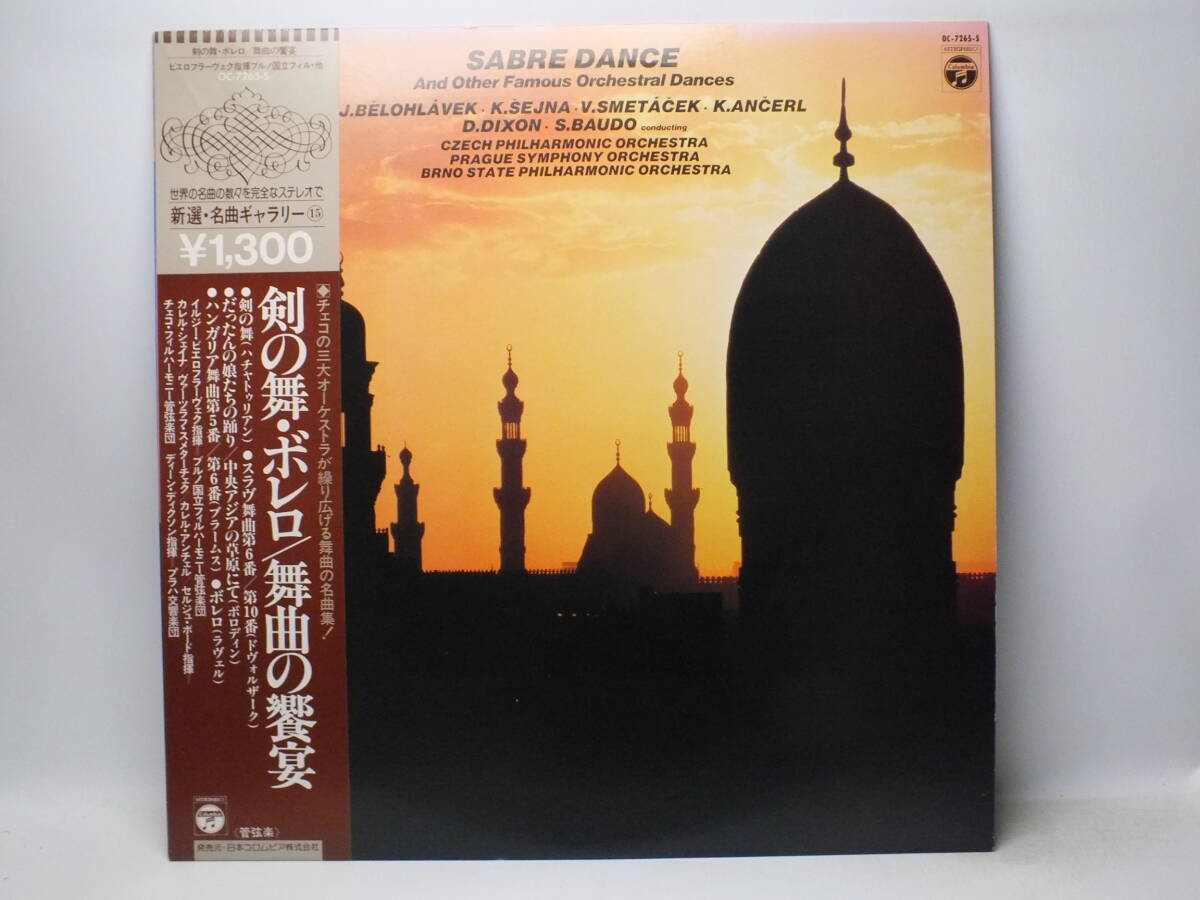 剣の舞・ボレロ/舞曲の饗宴
ビエロフラーヴェク指揮ブルノ国立フィル・他
OC-7265-S
世界の名曲の数々を完全なステレオで
新選・名曲ギャラリー⑮
¥1,300
◆チェコの三大オーケストラが繰り広げる舞曲の名曲集!
剣の舞・ボレロ/舞曲の饗宴
●剣の舞(ハチャトゥリアン)●スラヴ舞曲第6番/第10番(ドヴォルザーク)
●だったんの娘たちの踊り/中央アジアの草原にて(ボロディン)
●ハンガリア舞曲第5番/第6番(ブラームス)●ボレロ(ラヴェル)
イルジー・ビエロフラーヴェク指揮ーブルノ国立フィルハーモニー管弦楽団
カレル・シェイナ ヴァーツラフ・スメターチェク/カレル・アンチェル/セルジュ・ボード指揮ー
チェコ・フィルハーモニー管弦楽団 ディーン・ディクソン指揮ープラハ交響楽団
Columbia
《管弦楽》
発売元-日本コロムビア株式会社
OC-7265-S
SABRE DANCE
And Other Famous Orchestral Dances
J.BĚLOHLÁVEK・K.ŠEJNA・V.SMETÁČEK・K.ANČERL
D.DIXON・S.BAUDO conducting
CZECH PHILHARMONIC ORCHESTRA
PRAGUE SYMPHONY ORCHESTRA
BRNO STATE PHILHARMONIC ORCHESTRA
Columbia